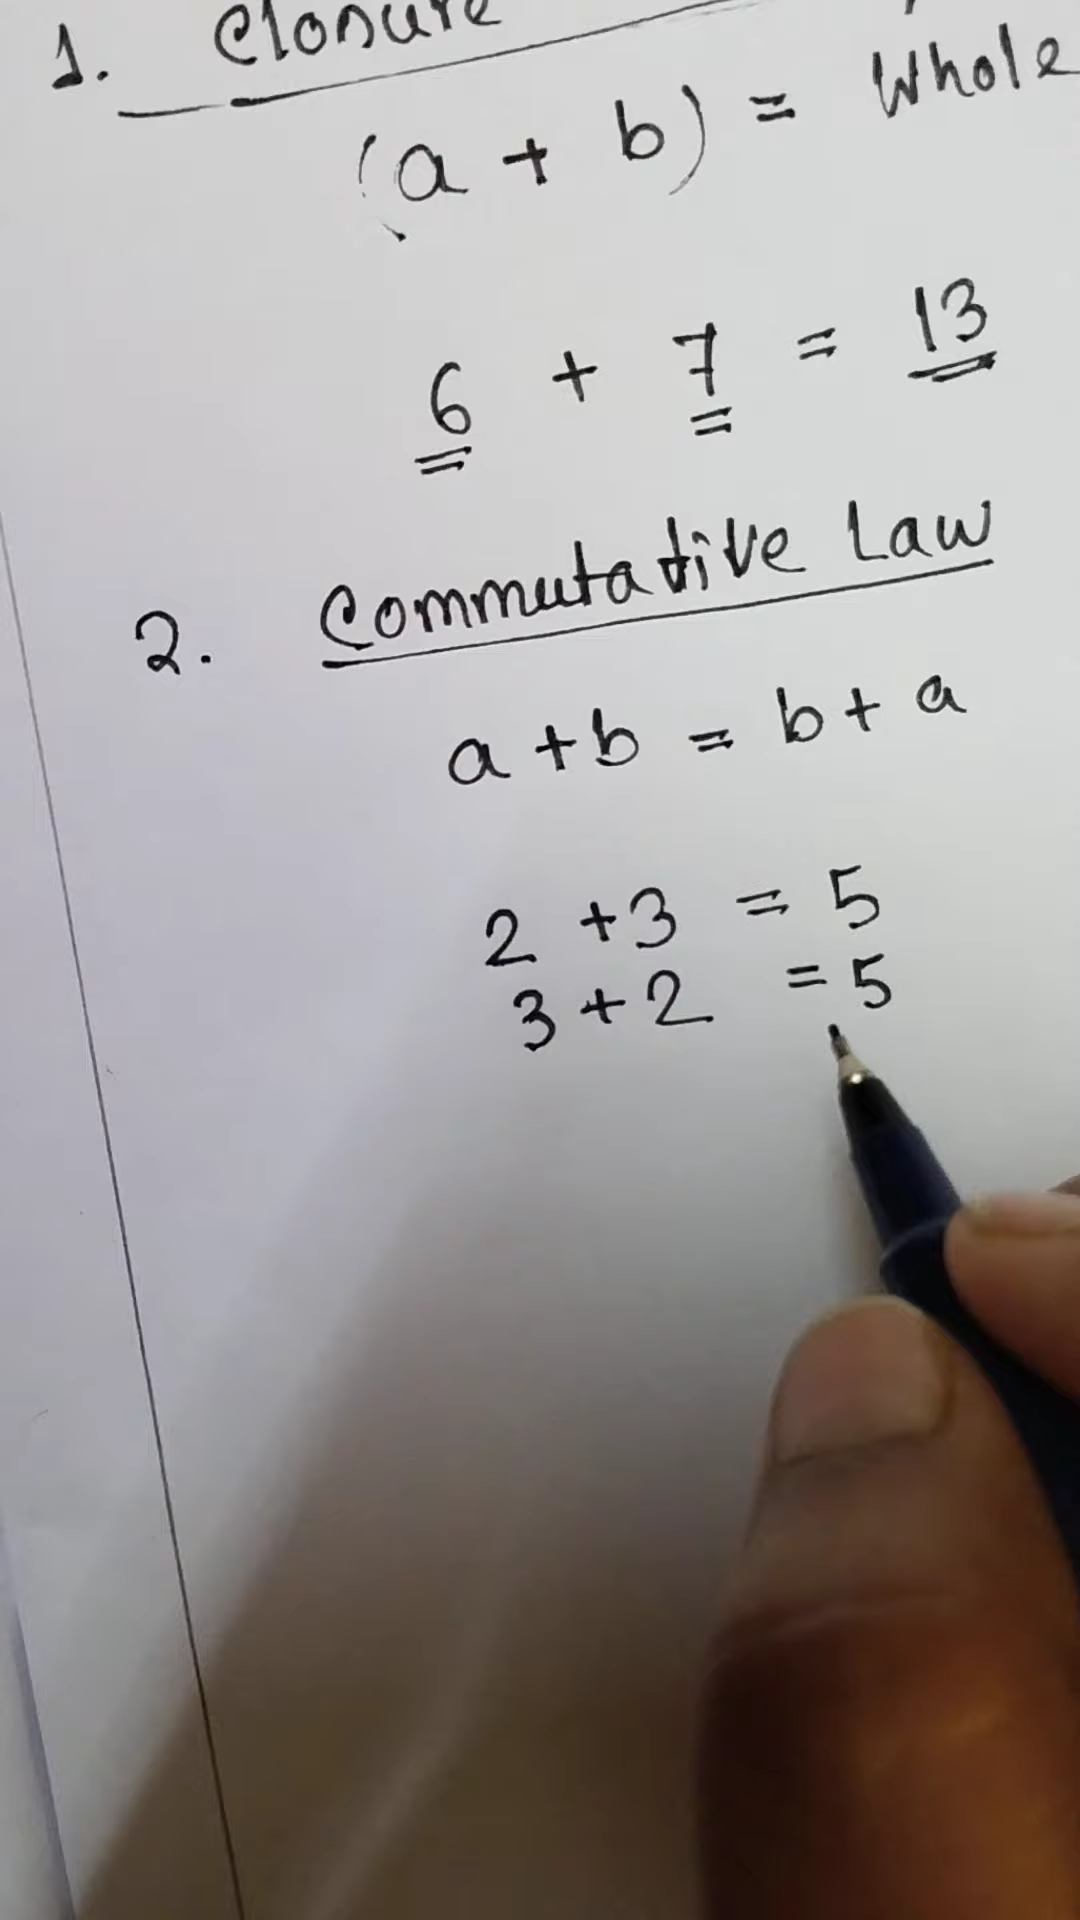 1. Closure
(a + b) = Whole
6 + 7 = 13
2. Commutative Law
a + b = b + a
2 + 3 = 5
3 + 2 = 5